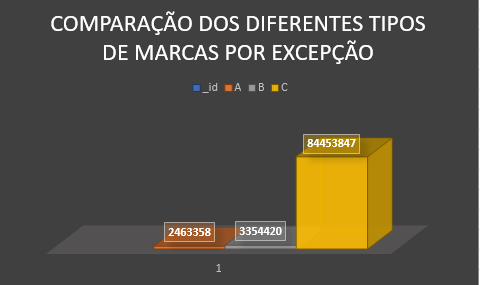 COMPARAÇÃO DOS DIFERENTES TIPOS
DE MARCAS POR EXCEPÇÃO
_id A B C
84453847
2463358 3354420
1